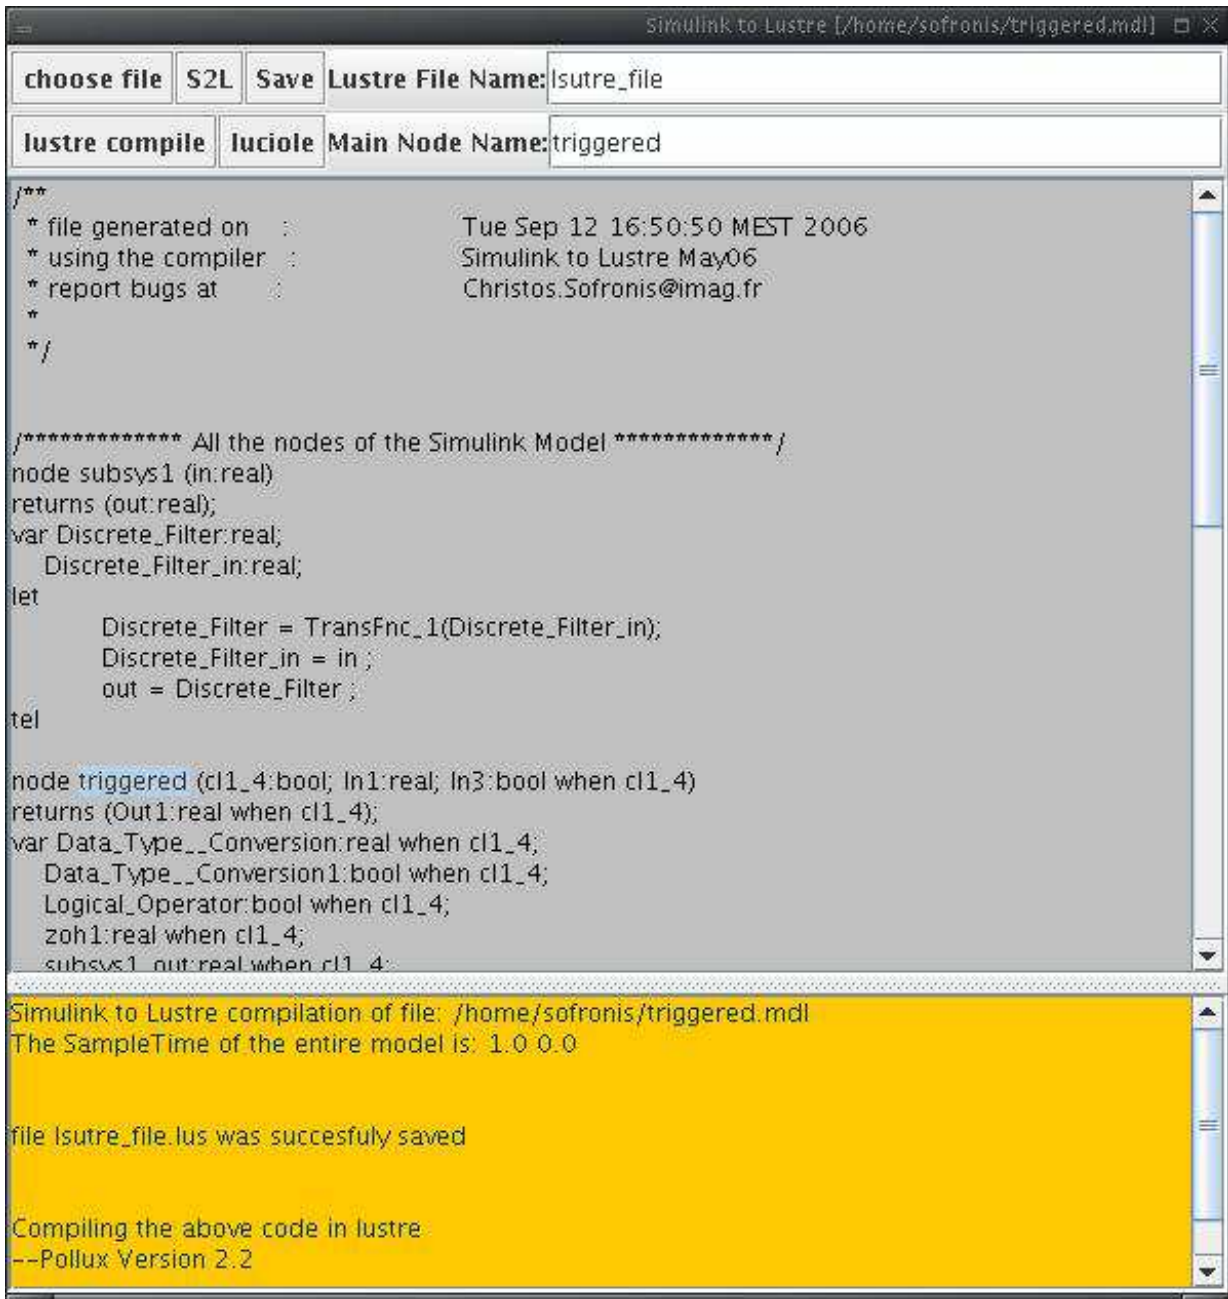 Simulink to Lustre [/home/sofronis/triggered.mdl]
choose file S2L Save Lustre File Name: lsutre_file
lustre compile luciole Main Node Name: triggered
/**
* file generated on : Tue Sep 12 16:50:50 MEST 2006
* using the compiler : Simulink to Lustre May06
* report bugs at : Christos.Sofronis@imag.fr
*
*/
/************* All the nodes of the Simulink Model *************/
node subsys1 (in:real)
returns (out:real);
var Discrete_Filter:real;
Discrete_Filter_in:real;
let
Discrete_Filter = TransFnc_1(Discrete_Filter_in);
Discrete_Filter_in = in ;
out = Discrete_Filter ;
tel
node triggered (cl1_4:bool; In1:real; In3:bool when cl1_4)
returns (Out1:real when cl1_4);
var Data_Type__Conversion:real when cl1_4;
Data_Type__Conversion1:bool when cl1_4;
Logical_Operator:bool when cl1_4;
zoh1:real when cl1_4;
subsys1_out:real when cl1_4;
Simulink to Lustre compilation of file: /home/sofronis/triggered.mdl
The SampleTime of the entire model is: 1.0 0.0
file lsutre_file.lus was succesfuly saved
Compiling the above code in lustre
--Pollux Version 2.2